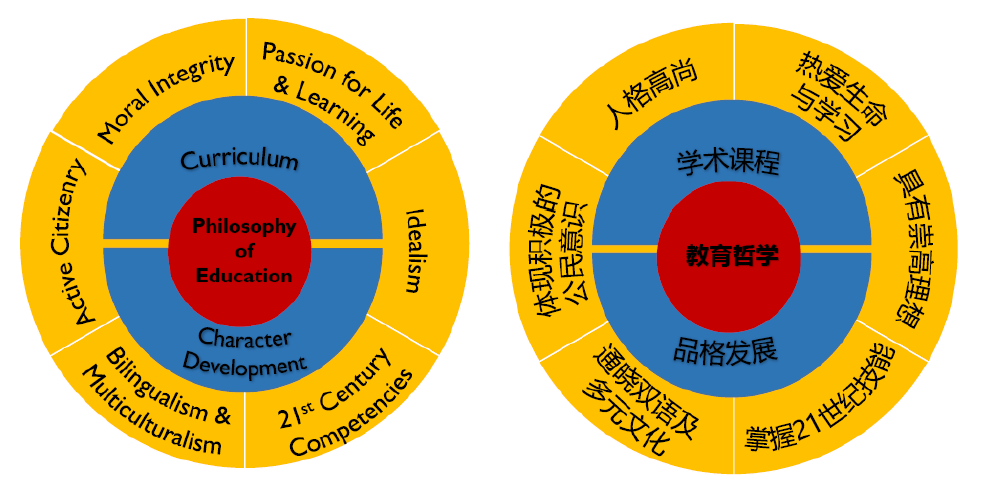 Moral Integrity
Passion for Life
& Learning
Idealism
21st Century
Competencies
Bilingualism &
Multiculturalism
Active Citizenry
Curriculum
Philosophy
of
Education
Character
Development
人格高尚
热爱生命
与学习
具有崇高理想
掌握21世纪技能
通晓双语及
多元文化
体现积极的
公民意识
学术课程
教育哲学
品格发展